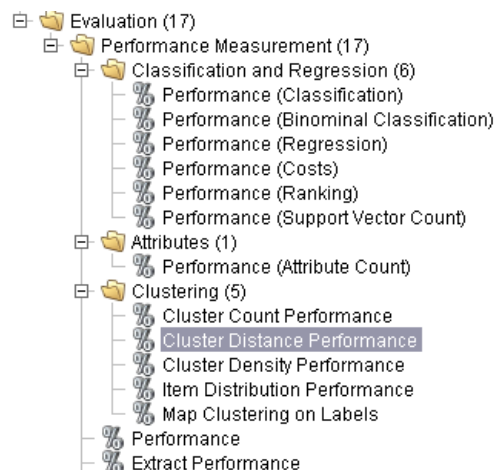 Evaluation (17)
Performance Measurement (17)
Classification and Regression (6)
Performance (Classification)
Performance (Binominal Classification)
Performance (Regression)
Performance (Costs)
Performance (Ranking)
Performance (Support Vector Count)
Attributes (1)
Performance (Attribute Count)
Clustering (5)
Cluster Count Performance
Cluster Distance Performance
Cluster Density Performance
Item Distribution Performance
Map Clustering on Labels
Performance
Extract Performance